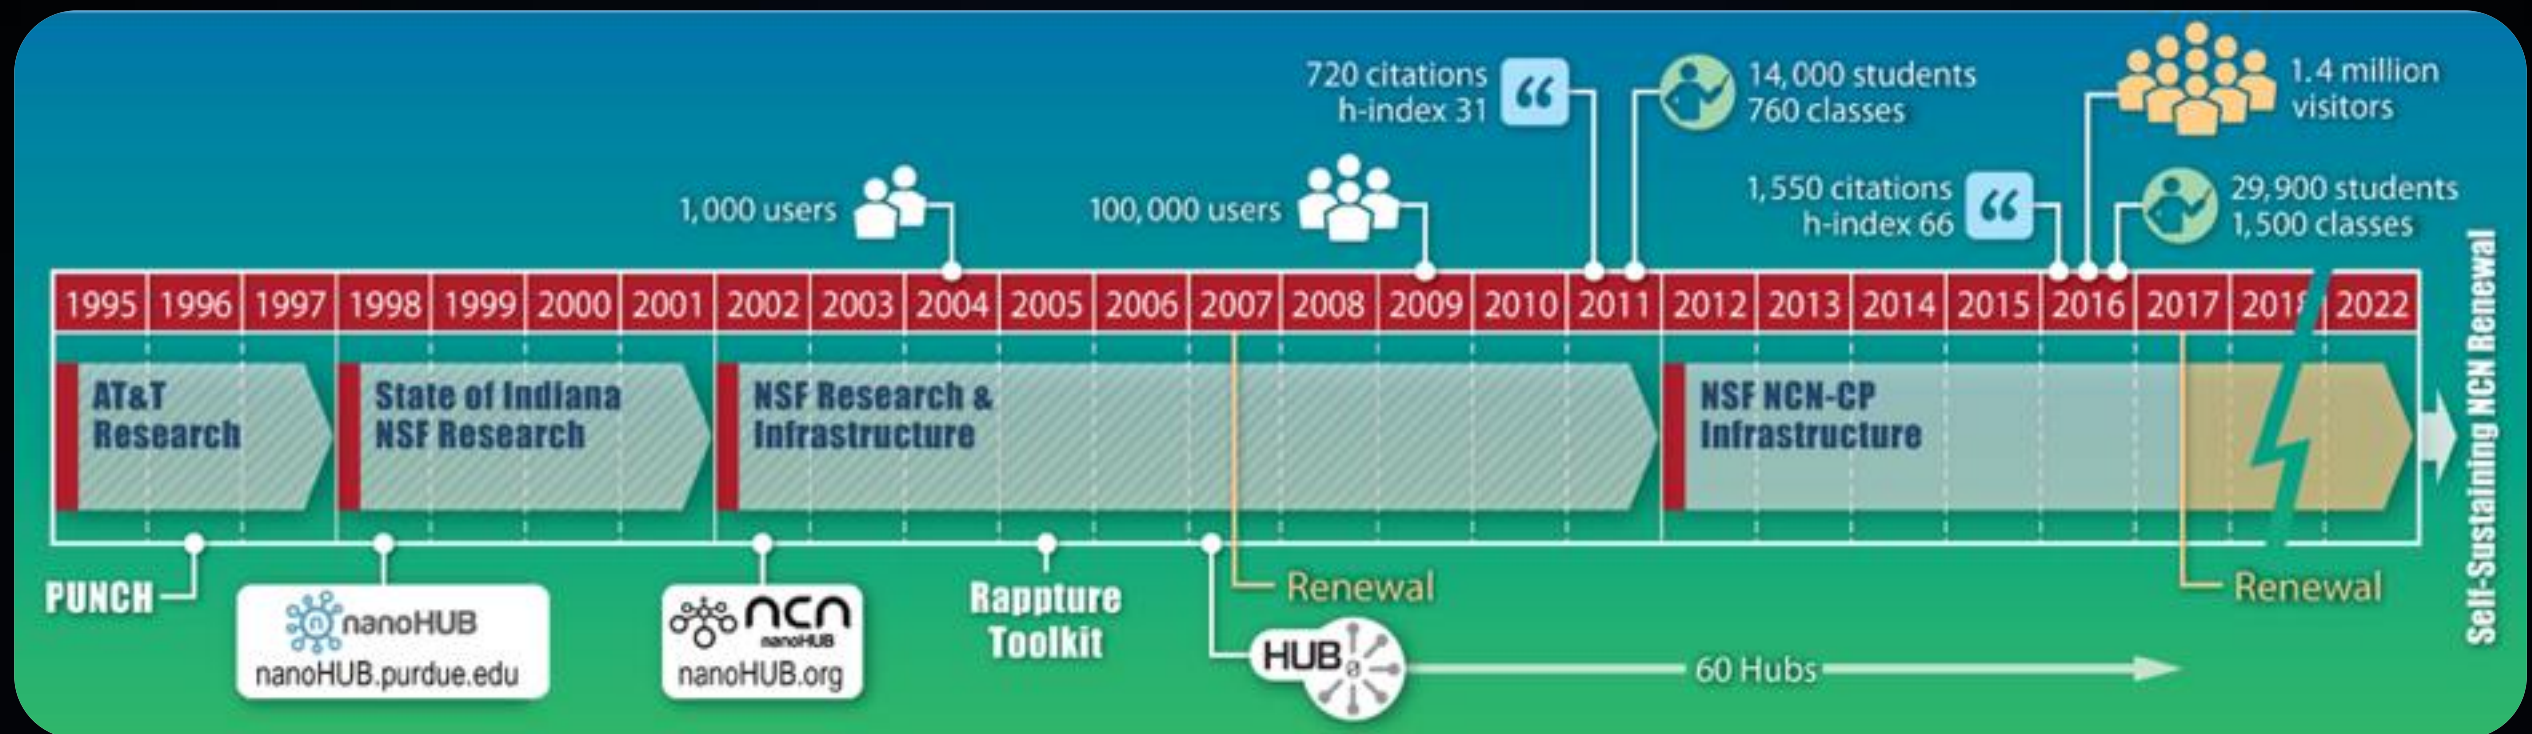 720 citations
h-index 31
14,000 students
760 classes
1.4 million
visitors
1,000 users
100,000 users
1,550 citations
h-index 66
29,900 students
1,500 classes
1995 1996 1997 1998 1999 2000 2001 2002 2003 2004 2005 2006 2007 2008 2009 2010 2011 2012 2013 2014 2015 2016 2017 2018 2022
AT&T
Research
State of Indiana
NSF Research
NSF Research &
Infrastructure
NSF NCN-CP
Infrastructure
Self-Sustaining NCN Renewal
PUNCH
n nanoHUB
nanoHUB.purdue.edu
ncn
nanoHUB
nanoHUB.org
Rappture
Toolkit
Renewal
HUB
60 Hubs
Renewal